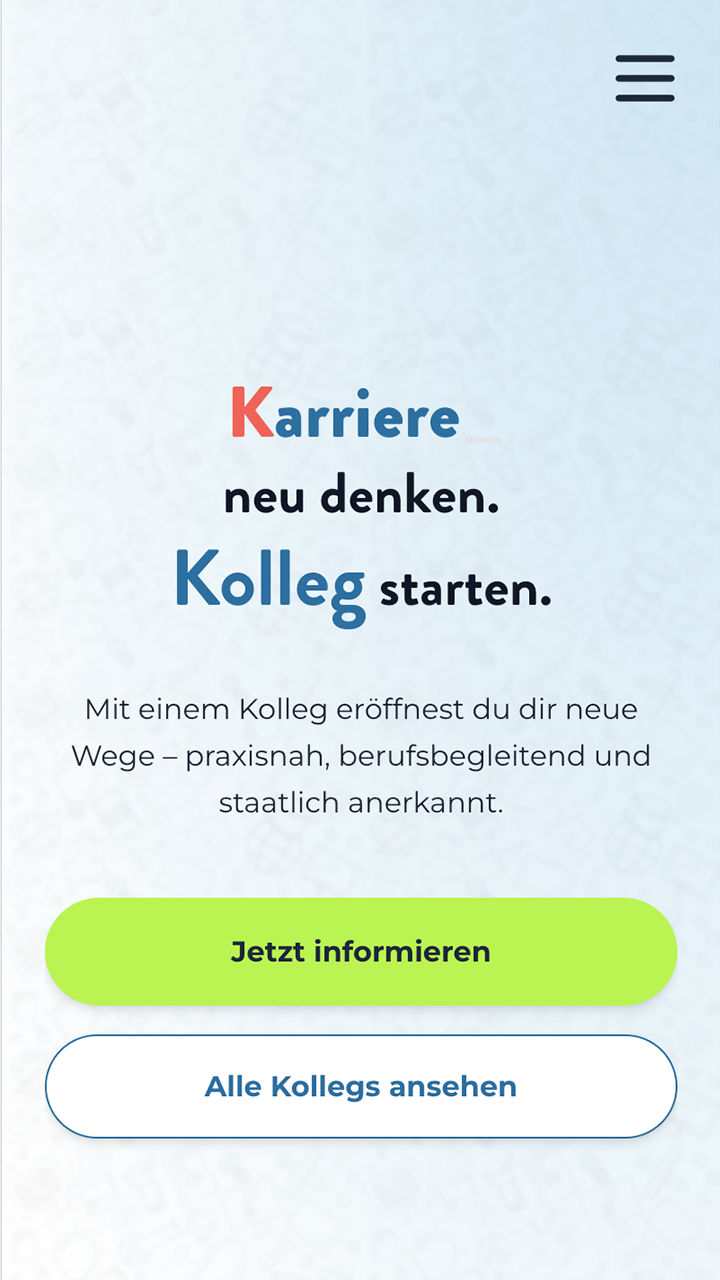 Karriere_
neu denken.
Kolleg starten.
Mit einem Kolleg eröffnest du dir neue
Wege – praxisnah, berufsbegleitend und
staatlich anerkannt.
Jetzt informieren
Alle Kollegs ansehen